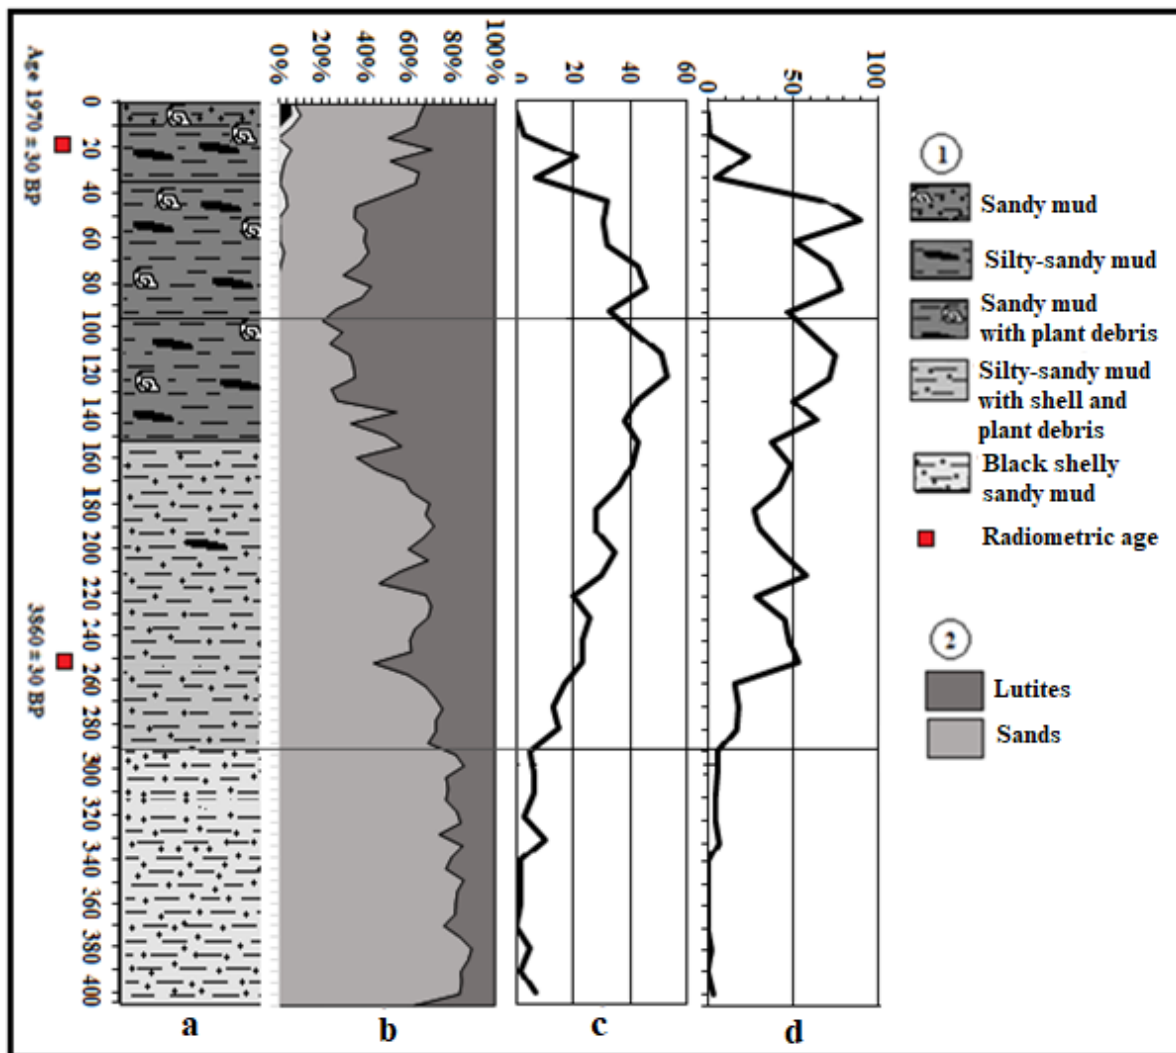 Age 1970 ± 30 BP
3860 ± 30 BP
0
20
40
60
80
100
120
140
160
180
200
220
240
260
280
300
320
340
360
380
400
0%
20%
40%
60%
80%
100%
0
20
40
60
0
50
100
a
b
c
d
1
Sandy mud
Silty-sandy mud
Sandy mud
with plant debris
Silty-sandy mud
with shell and
plant debris
Black shelly
sandy mud
Radiometric age
2
Lutites
Sands